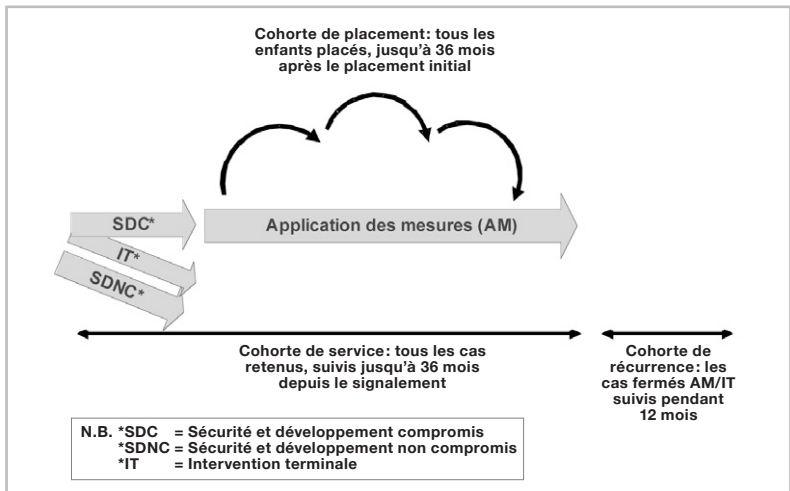 Cohorte de placement: tous les
enfants placés, jusqu'à 36 mois
après le placement initial
SDC*
IT*
SDNC*
Application des mesures (AM)
Cohorte de service: tous les cas
retenus, suivis jusqu'à 36 mois
depuis le signalement
Cohorte de
récurrence: les
cas fermés AM/IT
suivis pendant
12 mois
N.B. *SDC = Sécurité et développement compromis
*SDNC = Sécurité et développement non compromis
*IT = Intervention terminale